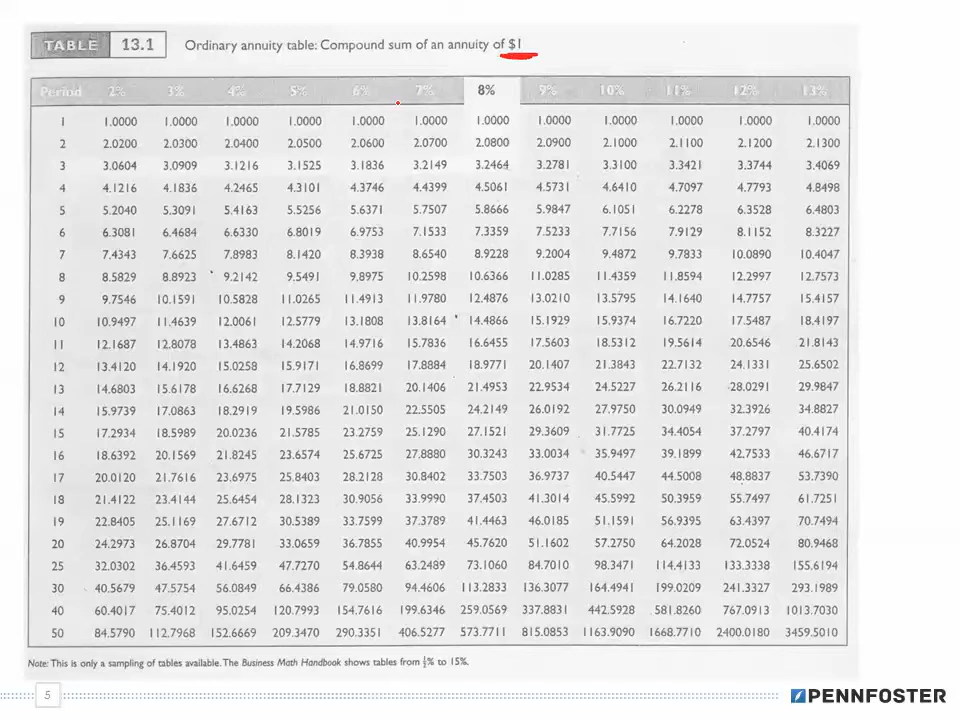 TABLE 13.1 Ordinary annuity table: Compound sum of an annuity of $1
Period 2% 3% 4% 5% 6% 7% 8% 9% 10% 11% 12% 13%
1 1.0000 1.0000 1.0000 1.0000 1.0000 1.0000 1.0000 1.0000 1.0000 1.0000 1.0000 1.0000
2 2.0200 2.0300 2.0400 2.0500 2.0600 2.0700 2.0800 2.0900 2.1000 2.1100 2.1200 2.1300
3 3.0604 3.0909 3.1216 3.1525 3.1836 3.2149 3.2464 3.2781 3.3100 3.3421 3.3744 3.4069
4 4.1216 4.1836 4.2465 4.3101 4.3746 4.4399 4.5061 4.5731 4.6410 4.7097 4.7793 4.8498
5 5.2040 5.3091 5.4163 5.5256 5.6371 5.7507 5.8666 5.9847 6.1051 6.2278 6.3528 6.4803
6 6.3081 6.4684 6.6330 6.8019 6.9753 7.1533 7.3359 7.5233 7.7156 7.9129 8.1152 8.3227
7 7.4343 7.6625 7.8983 8.1420 8.3938 8.6540 8.9228 9.2004 9.4872 9.7833 10.0890 10.4047
8 8.5829 8.8923 9.2142 9.5491 9.8975 10.2598 10.6366 11.0285 11.4359 11.8594 12.2997 12.7573
9 9.7546 10.1591 10.5828 11.0265 11.4913 11.9780 12.4876 13.0210 13.5795 14.1640 14.7757 15.4157
10 10.9497 11.4639 12.0061 12.5779 13.1808 13.8164 14.4866 15.1929 15.9374 16.7220 17.5487 18.4197
11 12.1687 12.8078 13.4863 14.2068 14.9716 15.7836 16.6455 17.5603 18.5312 19.5614 20.6546 21.8143
12 13.4120 14.1920 15.0258 15.9171 16.8699 17.8884 18.9771 20.1407 21.3843 22.7132 24.1331 25.6502
13 14.6803 15.6178 16.6268 17.7129 18.8821 20.1406 21.4953 22.9534 24.5227 26.2116 28.0291 29.9847
14 15.9739 17.0863 18.2919 19.5986 21.0150 22.5505 24.2149 26.0192 27.9750 30.0949 32.3926 34.8827
15 17.2934 18.5989 20.0236 21.5785 23.2759 25.1290 27.1521 29.3609 31.7725 34.4054 37.2797 40.4174
16 18.6392 20.1569 21.8245 23.6574 25.6725 27.8880 30.3243 33.0034 35.9497 39.1899 42.7533 46.6717
17 20.0120 21.7616 23.6975 25.8403 28.2128 30.8402 33.7503 36.9737 40.5447 44.5008 48.8837 53.7390
18 21.4122 23.4144 25.6454 28.1323 30.9056 33.9990 37.4503 41.3014 45.5992 50.3959 55.7497 61.7251
19 22.8405 25.1169 27.6712 30.5389 33.7599 37.3789 41.4463 46.0185 51.1591 56.9395 63.4397 70.7494
20 24.2973 26.8704 29.7781 33.0659 36.7855 40.9954 45.7620 51.1602 57.2750 64.2028 72.0524 80.9468
25 32.0302 36.4593 41.6459 47.7270 54.8644 63.2489 73.1060 84.7010 98.3471 114.4133 133.3338 155.6194
30 40.5679 47.5754 56.0849 66.4386 79.0580 94.4606 113.2833 136.3077 164.4941 199.0209 241.3327 293.1989
40 60.4017 75.4012 95.0254 120.7993 154.7616 199.6346 259.0569 337.8831 442.5928 581.8260 767.0913 1013.7030
50 84.5790 112.7968 152.6669 209.3470 290.3351 406.5277 573.7711 815.0853 1163.9090 1668.7710 2400.0180 3459.5010
Note: This is only a sampling of tables available. The Business Math Handbook shows tables from ½% to 15%.
5 PENNFOSTER